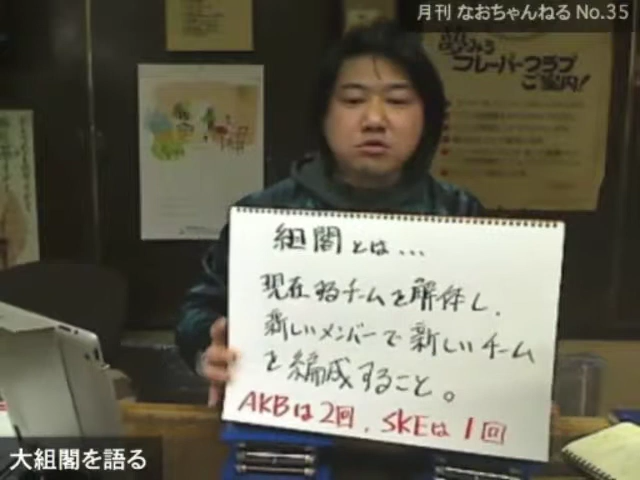 月刊 なおちゃんねる No.35
フレーバークラブ
ご案内!
組閣とは...
現在するチームを解体し、
新しいメンバーで新しいチーム
を編成すること。
AKBは2回、SKEは1回
大組閣を語る